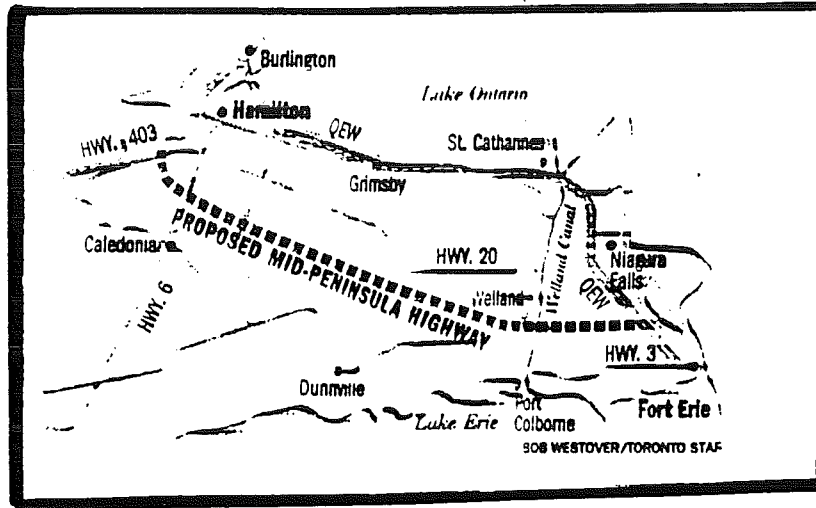 Burlington
Lake Ontario
Hamilton
HWY. 403
QEW
St. Catharines
Grimsby
Caledonia
PROPOSED MID-PENINSULA HIGHWAY
HWY. 20
Welland Canal
Niagara
Falls
Welland
QEW
HWY. 6
HWY. 3
Dunnville
Port
Colborne
Fort Erie
Lake Erie
BOB WESTOVER/TORONTO STAR